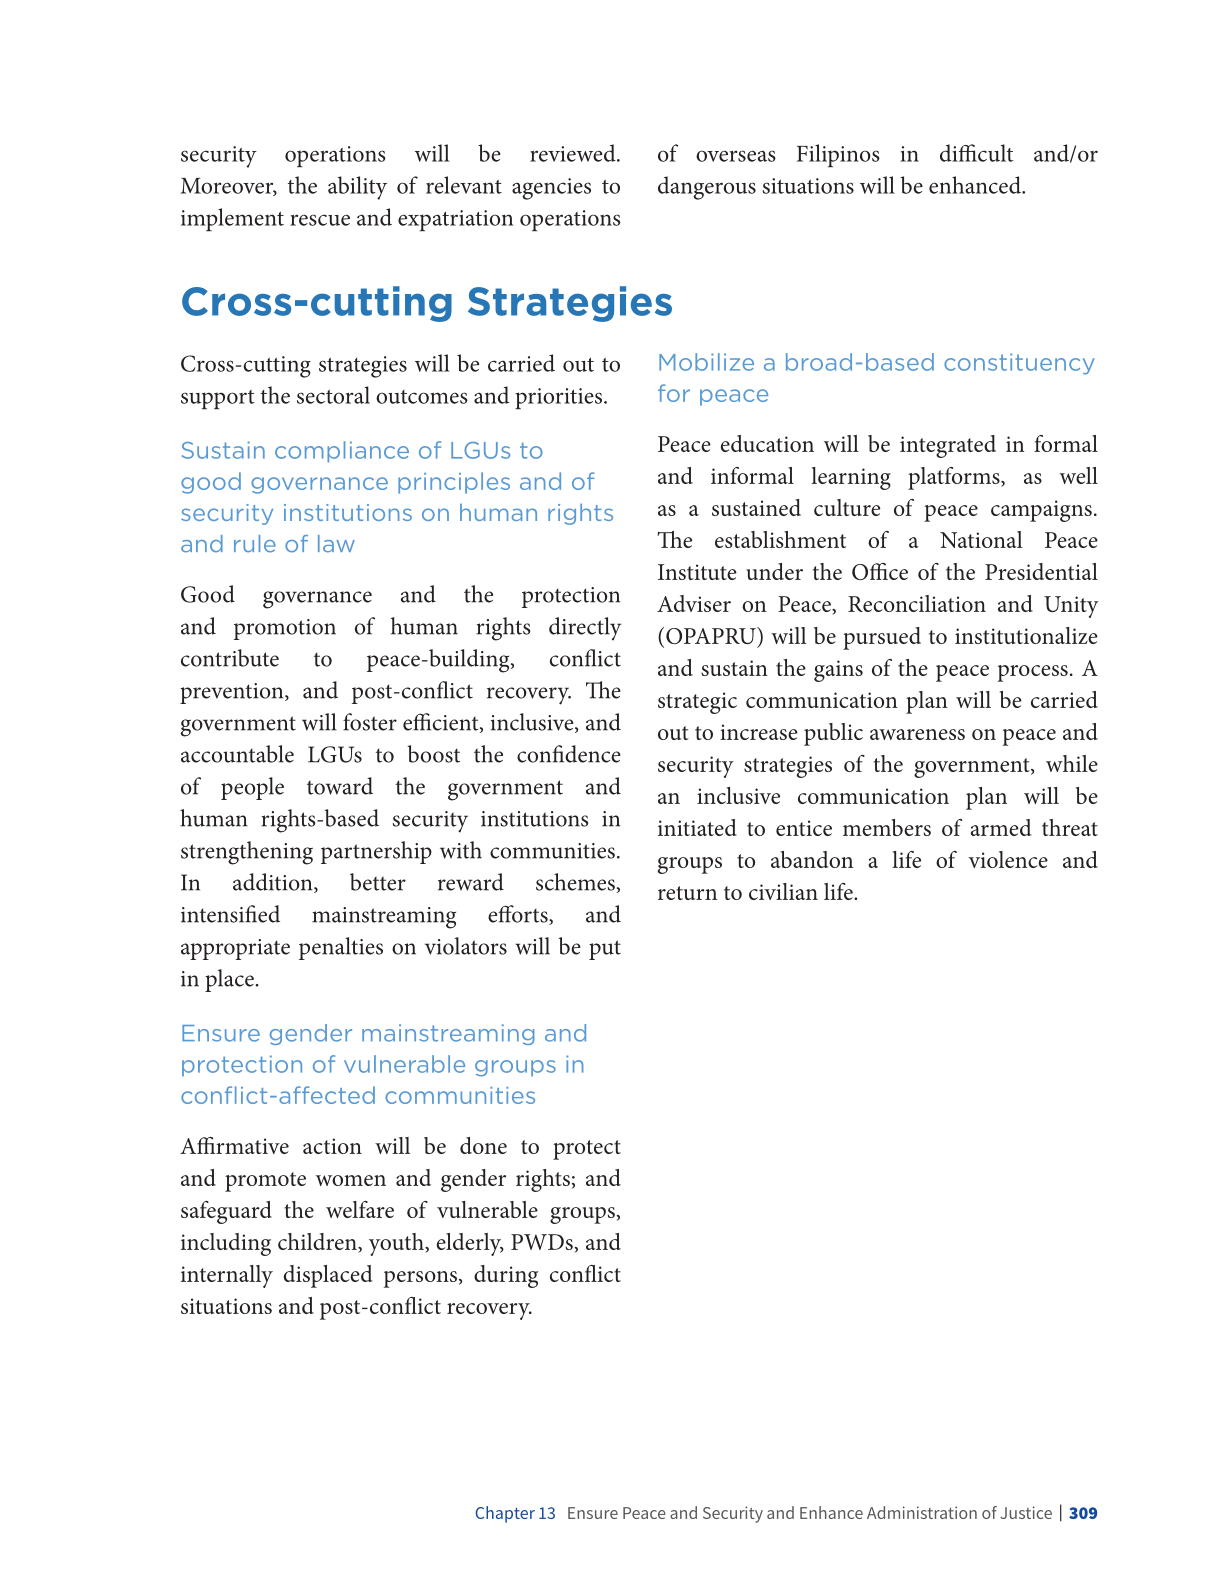 security operations will be reviewed.
Moreover, the ability of relevant agencies to
implement rescue and expatriation operations
of overseas Filipinos in difficult and/or
dangerous situations will be enhanced.
Cross-cutting Strategies
Cross-cutting strategies will be carried out to
support the sectoral outcomes and priorities.
Sustain compliance of LGUs to
good governance principles and of
security institutions on human rights
and rule of law
Good governance and the protection
and promotion of human rights directly
contribute to peace-building, conflict
prevention, and post-conflict recovery. The
government will foster efficient, inclusive, and
accountable LGUs to boost the confidence
of people toward the government and
human rights-based security institutions in
strengthening partnership with communities.
In addition, better reward schemes,
intensified mainstreaming efforts, and
appropriate penalties on violators will be put
in place.
Ensure gender mainstreaming and
protection of vulnerable groups in
conflict-affected communities
Affirmative action will be done to protect
and promote women and gender rights; and
safeguard the welfare of vulnerable groups,
including children, youth, elderly, PWDs, and
internally displaced persons, during conflict
situations and post-conflict recovery.
Mobilize a broad-based constituency
for peace
Peace education will be integrated in formal
and informal learning platforms, as well
as a sustained culture of peace campaigns.
The establishment of a National Peace
Institute under the Office of the Presidential
Adviser on Peace, Reconciliation and Unity
(OPAPRU) will be pursued to institutionalize
and sustain the gains of the peace process. A
strategic communication plan will be carried
out to increase public awareness on peace and
security strategies of the government, while
an inclusive communication plan will be
initiated to entice members of armed threat
groups to abandon a life of violence and
return to civilian life.
Chapter 13 Ensure Peace and Security and Enhance Administration of Justice | 309